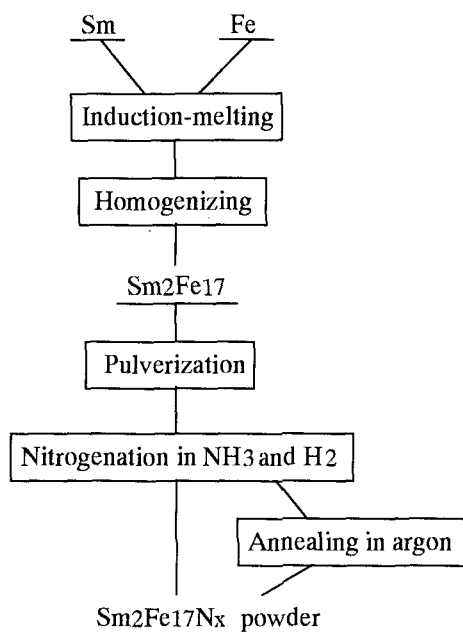 Sm Fe
Induction-melting
Homogenizing
Sm2Fe17
Pulverization
Nitrogenation in NH3 and H2
Annealing in argon
Sm2Fe17Nx powder